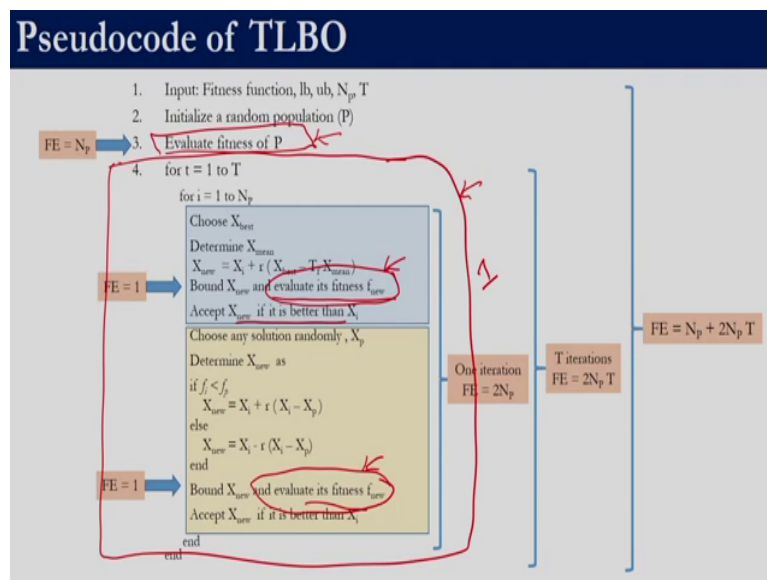 Pseudocode of TLBO
1. Input: Fitness function, lb, ub, Np, T
2. Initialize a random population (P)
FE = Np
3. Evaluate fitness of P
4. for t = 1 to T
for i = 1 to Np
Choose Xbest
Determine Xmean
Xnew = Xi + r ( Xbest – Tf Xmean)
FE = 1
Bound Xnew and evaluate its fitness fnew
Accept Xnew if it is better than Xi
Choose any solution randomly , Xp
Determine Xnew as
if fi < fp
Xnew = Xi + r ( Xi – Xp)
else
Xnew = Xi - r (Xi – Xp)
end
FE = 1
Bound Xnew and evaluate its fitness fnew
Accept Xnew if it is better than Xi
end
end
One iteration
FE = 2Np
T iterations
FE = 2Np T
FE = Np + 2Np T